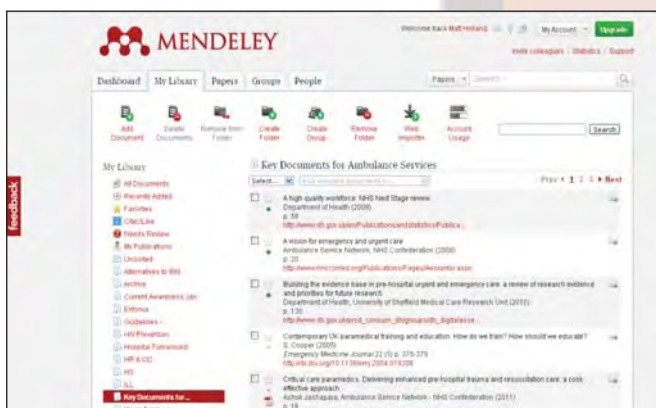 MENDELEY
Welcome back Matt Holland
My Account
Upgrade
Invite colleagues | Statistics | Support
Dashboard
My Library
Papers
Groups
People
Papers
Search
Add Document
Delete Documents
Remove from Folder
Create Folder
Create Group
Remove Folder
Web Importer
Account Usage
Search
feedback
My Library
All Documents
Recently Added
Favorites
CiteULike
Needs Review
My Publications
Unsorted
Archive
Current Awareness
Guidelines -
HIV Prevention
Hospital Turnaround
ILL
Key Documents for...
Key Documents for Ambulance Services
Select...
Prev 1 2 3 Next
A high quality workforce: NHS Next Stage review
Department of Health (2008)
p. 58
A vision for emergency and urgent care
Ambulance Service Network, NHS Confederation (2008)
p. 20
Building the evidence base in pre-hospital urgent and emergency care: a review of research evidence
and priorities for future research
Department of Health, University of Sheffield Medical Care Research Unit (2010)
p. 130
Contemporary UK paramedical training and education. How do we train? How should we educate?
S. Cooper (2005)
Emergency Medicine Journal 22 (5) p. 375-379
Critical care paramedics. Delivering enhanced pre-hospital trauma and resuscitation care: a cost-
effective approach
Ashok Jashapara, Ambulance Service Network - NHS Confederation (2011)